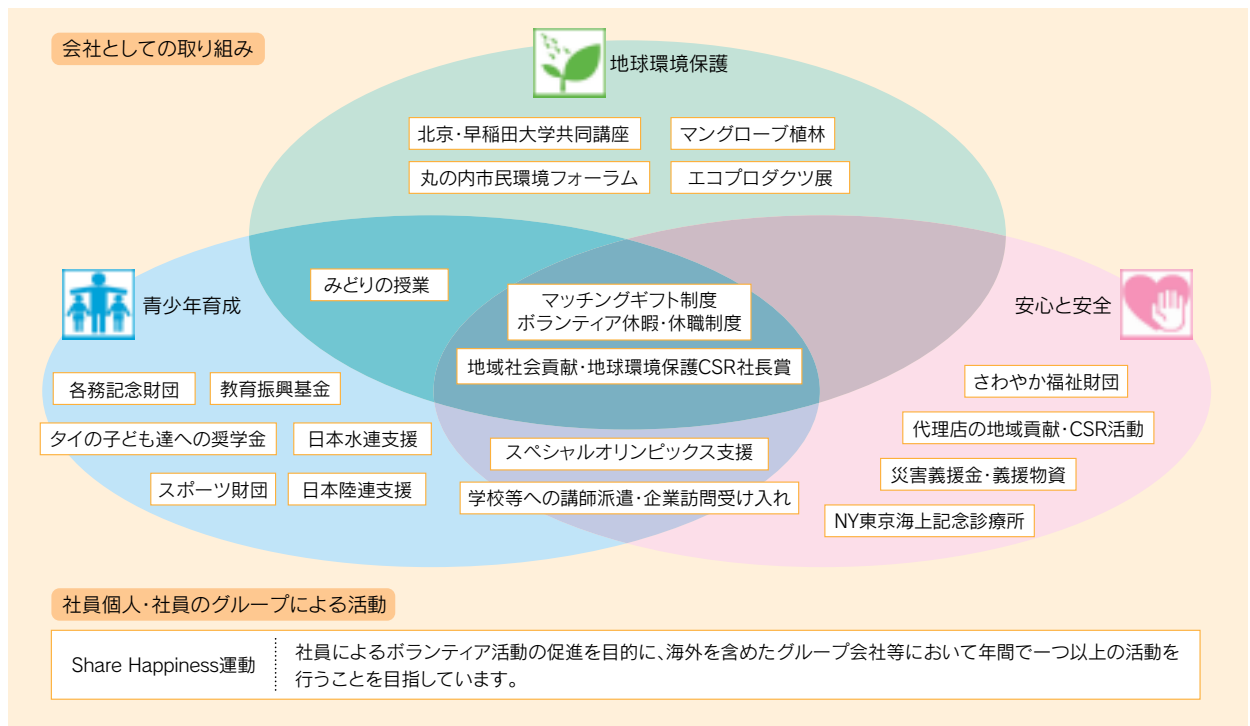 会社としての取り組み
地球環境保護
北京・早稲田大学共同講座
マングローブ植林
丸の内市民環境フォーラム
エコプロダクツ展
みどりの授業
青少年育成
マッチングギフト制度
ボランティア休暇・休職制度
安心と安全
地域社会貢献・地球環境保護CSR社長賞
各務記念財団
教育振興基金
さわやか福祉財団
タイの子ども達への奨学金
日本水連支援
代理店の地域貢献・CSR活動
スペシャルオリンピックス支援
災害義援金・義援物資
スポーツ財団
日本陸連支援
学校等への講師派遣・企業訪問受け入れ
NY東京海上記念診療所
社員個人・社員のグループによる活動
Share Happiness運動
社員によるボランティア活動の促進を目的に、海外を含めたグループ会社等において年間で一つ以上の活動を
行うことを目指しています。